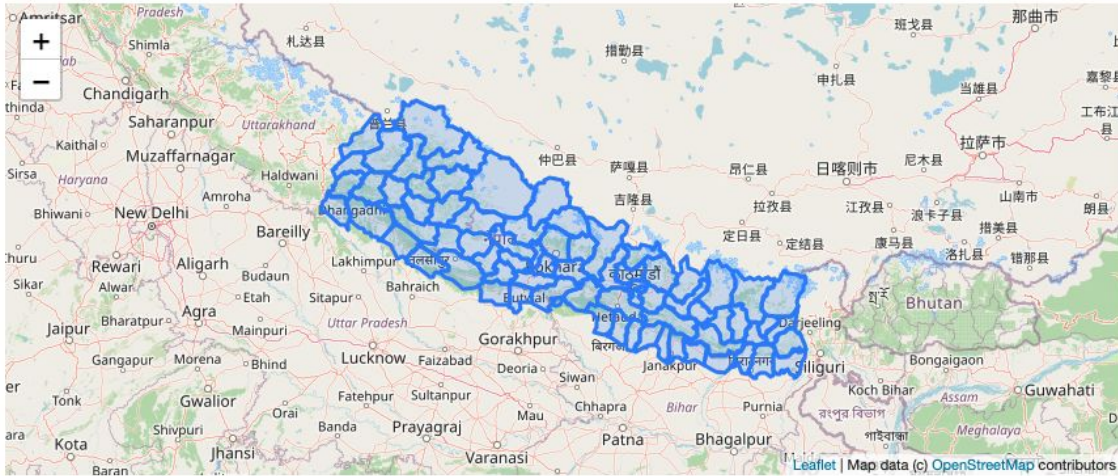 Amritsar
Pradesh
Shimla
札达县
措勤县
班戈县
那曲市
+
−
Chandigarh
申扎县
当雄县
嘉黎县
Saharanpur
Uttarakhand
工布江
县
Kaithal
Muzaffarnagar
仲巴县
萨嘎县
昂仁县
日喀则市
尼木县
拉萨市
Sirsa
Haryana
Haldwani
Amroha
吉隆县
拉孜县
江孜县
浪卡子县
山南市
朗县
Bhiwani
New Delhi
Dhangadhi
Bareilly
定日县
定结县
康马县
洛扎县
措美县
错那县
Churu
Rewari
Aligarh
Budaun
Lakhimpur
Sikar
Alwar
Etah
Sitapur
Bahraich
Butwal
Bhutan
Bharatpur
Agra
Mainpuri
Uttar Pradesh
Darjeeling
Jaipur
Gorakhpur
Siliguri
Gangapur
Morena
Bhind
Lucknow
Faizabad
Deoria
Siwan
Janakpur
Bongaigaon
Tonk
Gwalior
Orai
Fatehpur
Sultanpur
Mau
Chhapra
Bihar
Purnia
Koch Bihar
Assam
Guwahati
রংপুর বিভাগ
Shivpuri
Banda
Prayagraj
Patna
Bhagalpur
গাইবান্ধা
Meghalaya
Kota
Jhansi
Varanasi
Baran
Leaflet | Map data (c) OpenStreetMap contributors